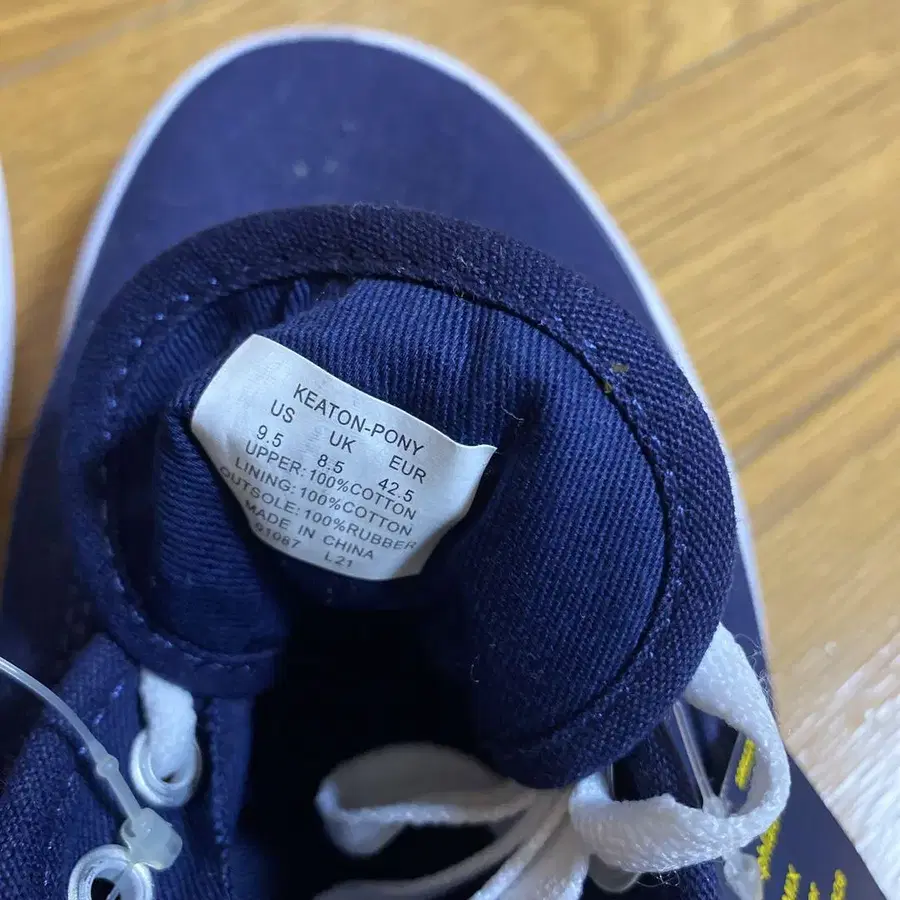 KEATON-PONY
US UK EUR
9.5 8.5 42.5
UPPER:100%COTTON
LINING:100%COTTON
OUTSOLE:100%RUBBER
MADE IN CHINA
01087 L21